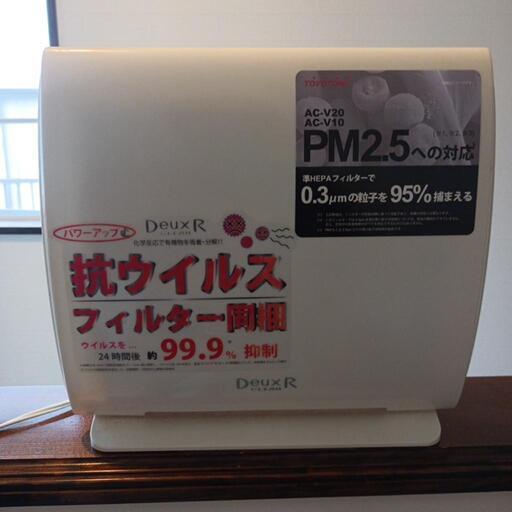 TOYOTOMI
AC-V20
AC-V10
PM2.5への対応
準HEPAフィルターで
0.3μmの粒子を95%捕まえる
パワーアップ
Deux R
化学反応で有機物を吸着・分解!!
抗ウイルス
フィルター同梱
ウイルスを…
24時間後 約99.9%抑制
Deux R